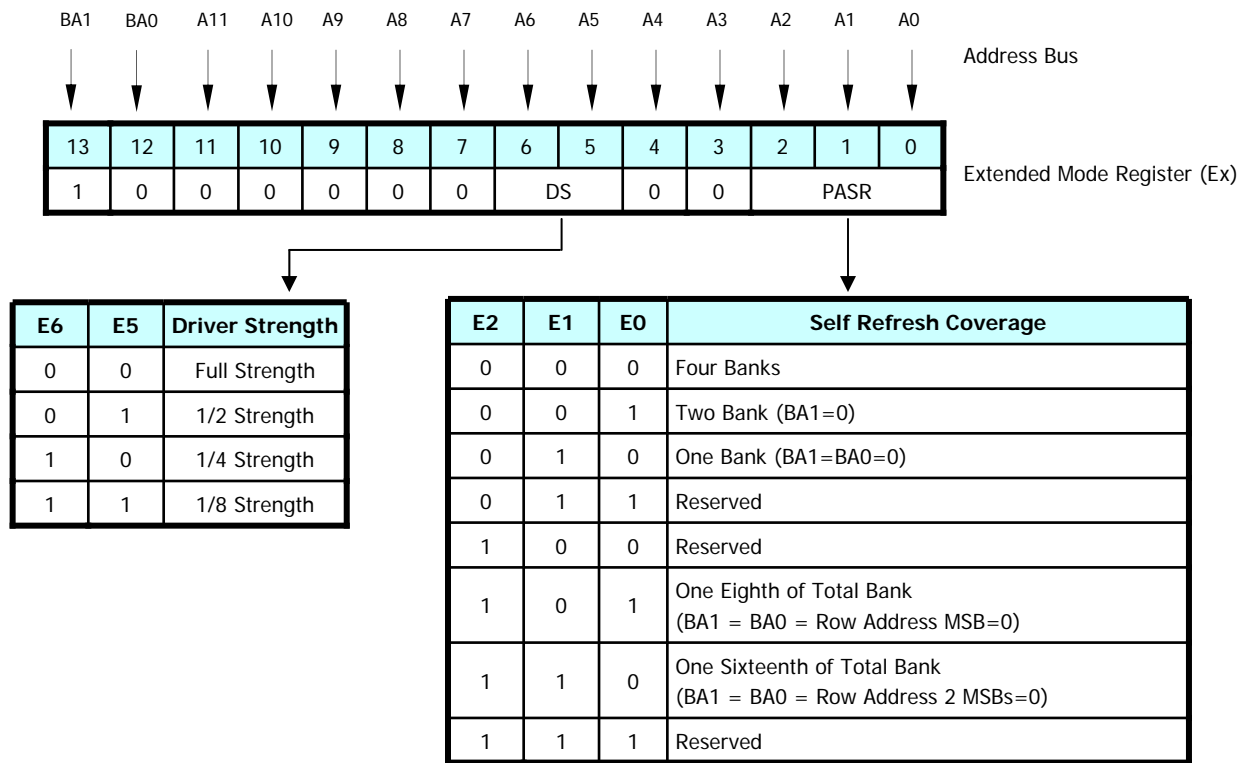 BA1 BA0 A11 A10 A9 A8 A7 A6 A5 A4 A3 A2 A1 A0
Address Bus
13 12 11 10 9 8 7 6 5 4 3 2 1 0
1 0 0 0 0 0 0 DS 0 0 PASR
Extended Mode Register (Ex)
E6 E5 Driver Strength
0 0 Full Strength
0 1 1/2 Strength
1 0 1/4 Strength
1 1 1/8 Strength
E2 E1 E0 Self Refresh Coverage
0 0 0 Four Banks
0 0 1 Two Bank (BA1=0)
0 1 0 One Bank (BA1=BA0=0)
0 1 1 Reserved
1 0 0 Reserved
1 0 1 One Eighth of Total Bank
(BA1 = BA0 = Row Address MSB=0)
1 1 0 One Sixteenth of Total Bank
(BA1 = BA0 = Row Address 2 MSBs=0)
1 1 1 Reserved